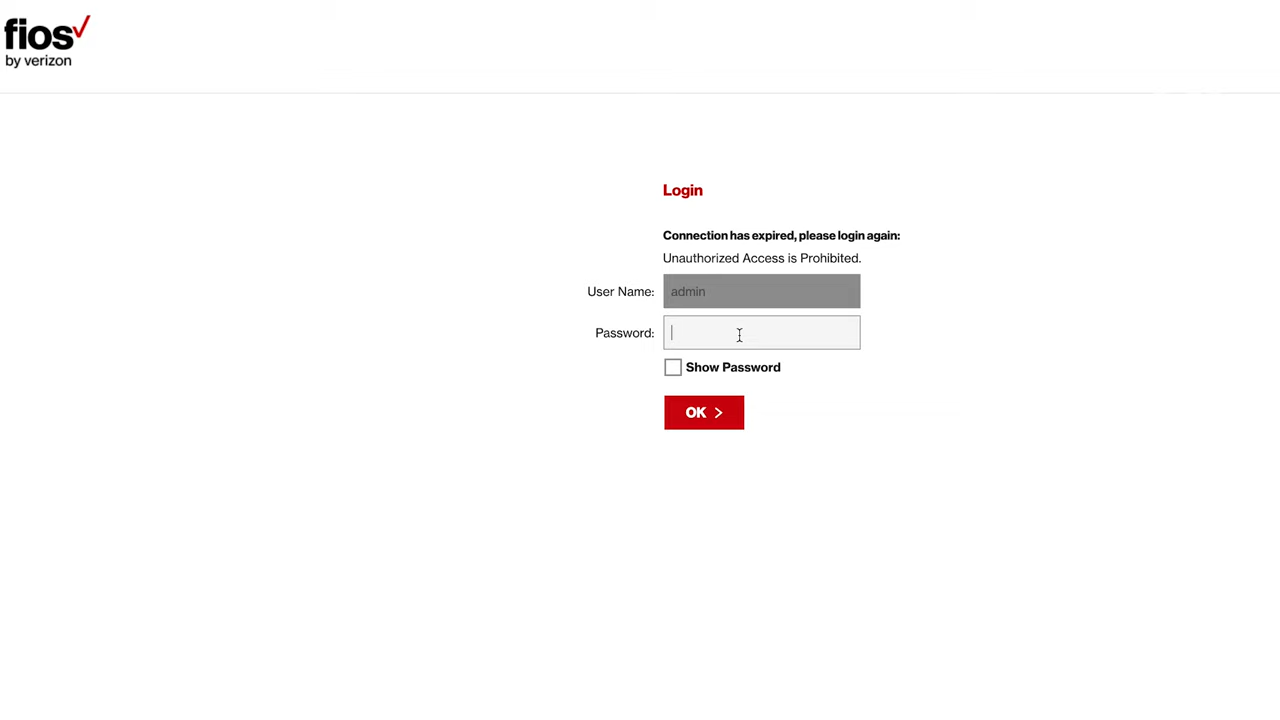 fios
by verizon
Login
Connection has expired, please login again:
Unauthorized Access is Prohibited.
User Name: admin
Password:
Show Password
OK >